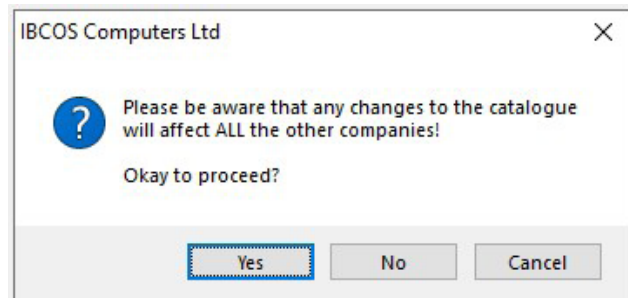 IBCOS Computers Ltd
Please be aware that any changes to the catalogue
will affect ALL the other companies!
Okay to proceed?
Yes
No
Cancel